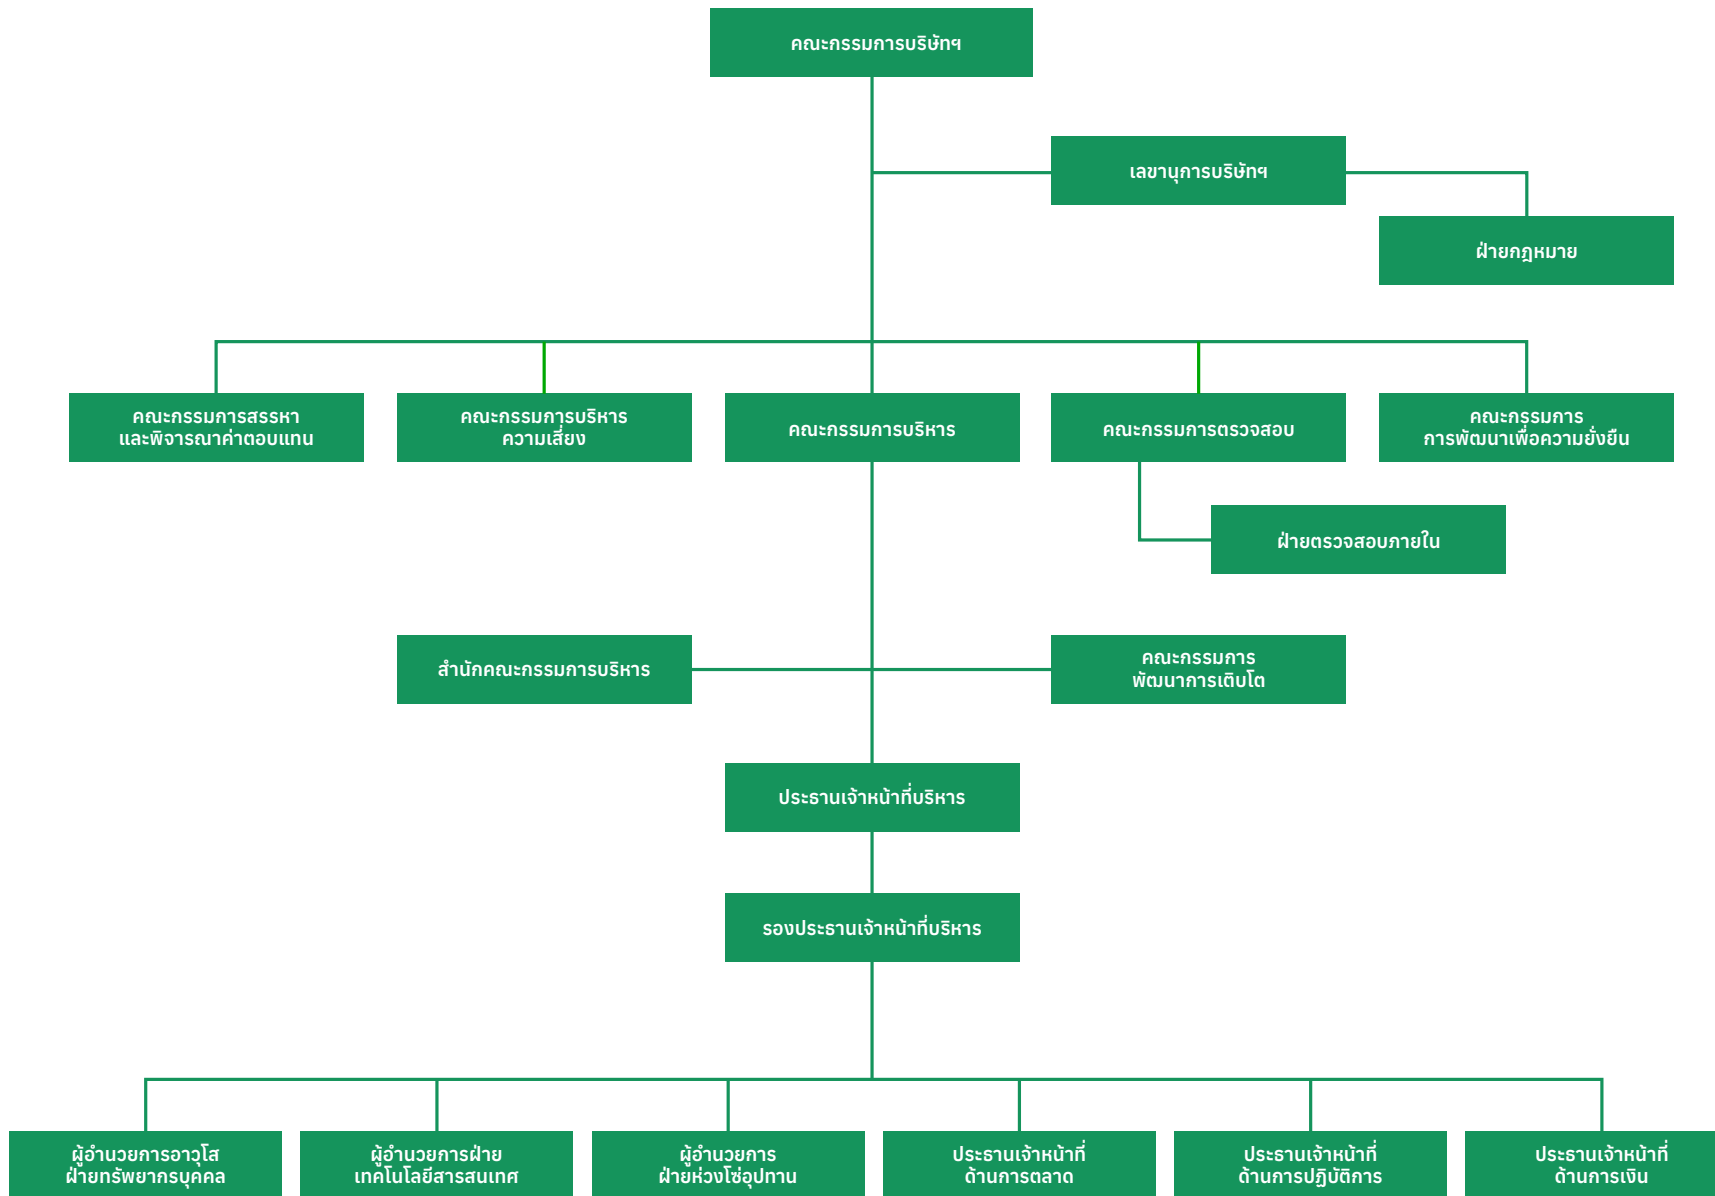 คณะกรรมการบริษัทฯ
เลขานุการบริษัทฯ
ฝ่ายกฎหมาย
คณะกรรมการสรรหา
และพิจารณาค่าตอบแทน
คณะกรรมการบริหาร
ความเสี่ยง
คณะกรรมการบริหาร
คณะกรรมการตรวจสอบ
คณะกรรมการ
การพัฒนาเพื่อความยั่งยืน
ฝ่ายตรวจสอบภายใน
สำนักคณะกรรมการบริหาร
คณะกรรมการ
พัฒนาการเติบโต
ประธานเจ้าหน้าที่บริหาร
รองประธานเจ้าหน้าที่บริหาร
ผู้อำนวยการอาวุโส
ฝ่ายทรัพยากรบุคคล
ผู้อำนวยการฝ่าย
เทคโนโลยีสารสนเทศ
ผู้อำนวยการ
ฝ่ายห่วงโซ่อุปทาน
ประธานเจ้าหน้าที่
ด้านการตลาด
ประธานเจ้าหน้าที่
ด้านการปฏิบัติการ
ประธานเจ้าหน้าที่
ด้านการเงิน